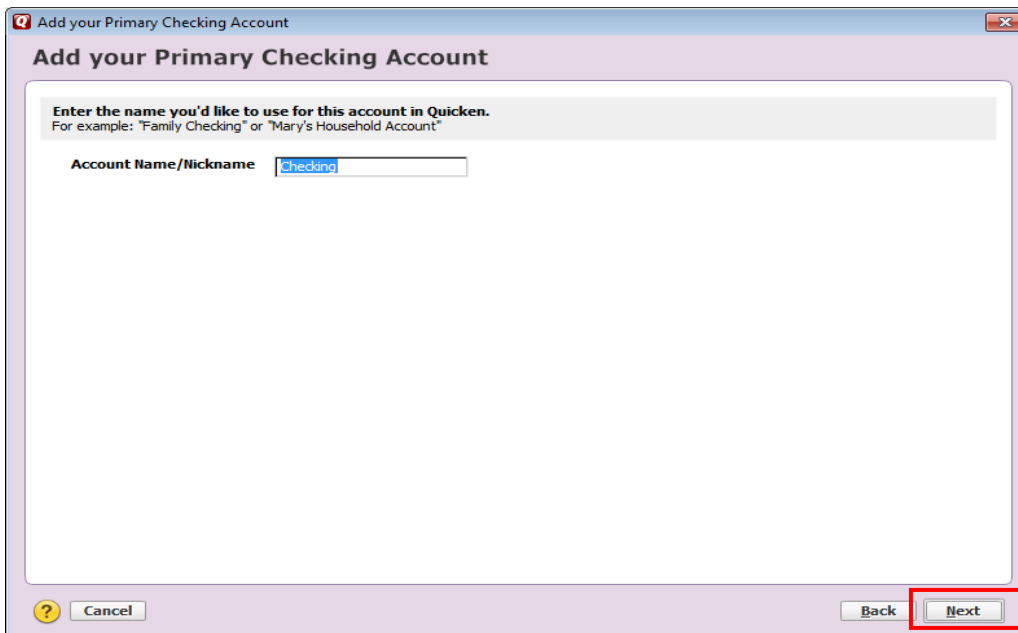 Add your Primary Checking Account
Add your Primary Checking Account
Enter the name you'd like to use for this account in Quicken.
For example: "Family Checking" or "Mary's Household Account"
Account Name/Nickname Checking
? Cancel Back Next